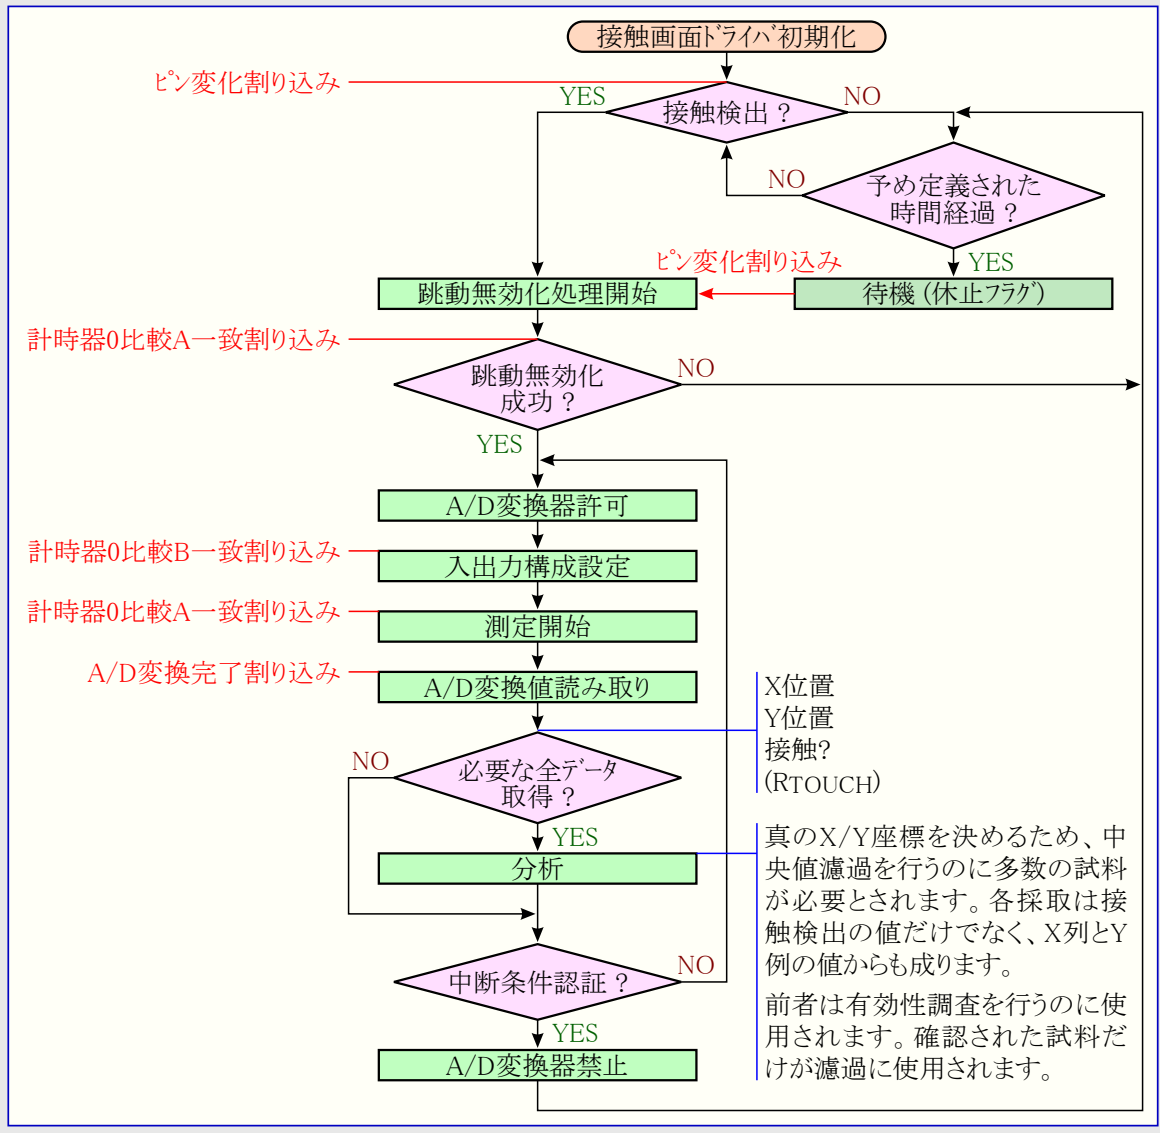 接触画面ﾄﾞﾗｲﾊﾞ初期化
ﾋﾟﾝ変化割り込み
YES
接触検出 ?
NO
NO
予め定義された
時間経過 ?
YES
ﾋﾟﾝ変化割り込み
跳動無効化処理開始
待機 (休止ﾌﾗｸﾞ)
計時器0比較A一致割り込み
跳動無効化
成功 ?
NO
YES
A/D変換器許可
計時器0比較B一致割り込み
入出力構成設定
計時器0比較A一致割り込み
測定開始
A/D変換完了割り込み
A/D変換値読み取り
X位置
Y位置
接触?
(RTOUCH)
NO
必要な全ﾃﾞｰﾀ
取得 ?
YES
分析
真のX/Y座標を決めるため、中
央値濾過を行うのに多数の試料
が必要とされます。各採取は接
触検出の値だけでなく、X列とY
例の値からも成ります。
前者は有効性調査を行うのに使
用されます。確認された試料だ
けが濾過に使用されます。
中断条件認証 ?
NO
YES
A/D変換器禁止